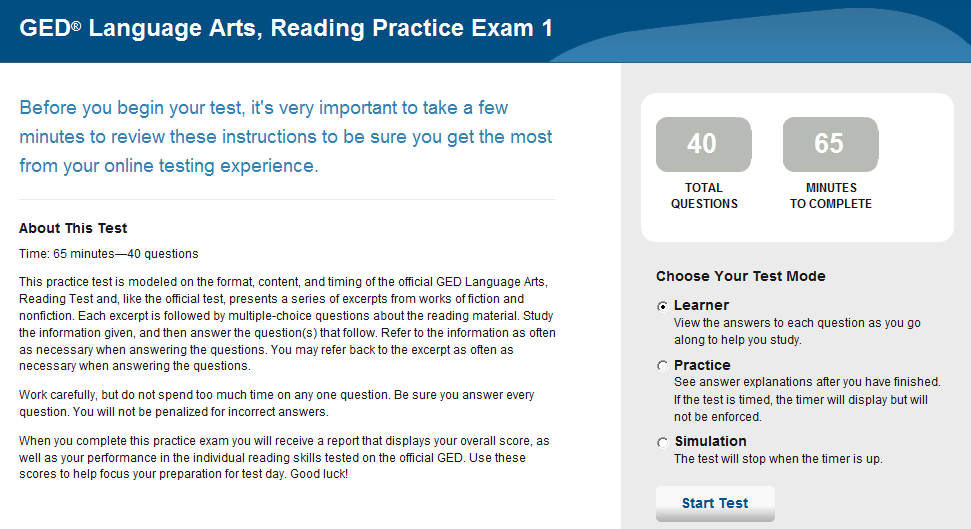 GED® Language Arts, Reading Practice Exam 1
Before you begin your test, it's very important to take a few
minutes to review these instructions to be sure you get the most
from your online testing experience.
About This Test
Time: 65 minutes—40 questions
This practice test is modeled on the format, content, and timing of the official GED Language Arts,
Reading Test and, like the official test, presents a series of excerpts from works of fiction and
nonfiction. Each excerpt is followed by multiple-choice questions about the reading material. Study
the information given, and then answer the question(s) that follow. Refer to the information as often
as necessary when answering the questions. You may refer back to the excerpt as often as
necessary when answering the questions.
Work carefully, but do not spend too much time on any one question. Be sure you answer every
question. You will not be penalized for incorrect answers.
When you complete this practice exam you will receive a report that displays your overall score, as
well as your performance in the individual reading skills tested on the official GED. Use these
scores to help focus your preparation for test day. Good luck!
40
TOTAL
QUESTIONS
65
MINUTES
TO COMPLETE
Choose Your Test Mode
Learner
View the answers to each question as you go
along to help you study.
Practice
See answer explanations after you have finished.
If the test is timed, the timer will display but will
not be enforced.
Simulation
The test will stop when the timer is up.
Start Test